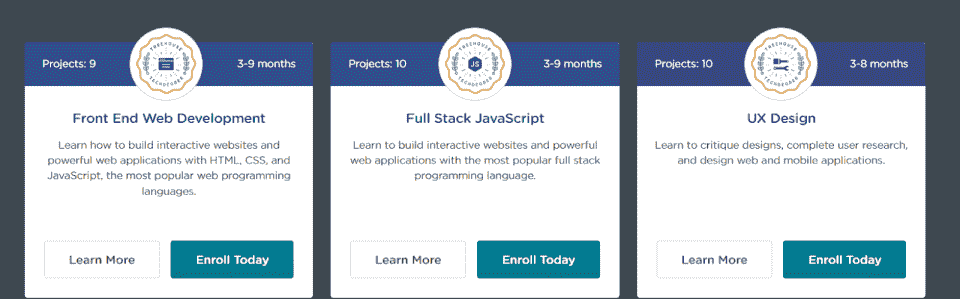 Projects: 9
TREEHOUSE
TECHDEGREE
3-9 months
Front End Web Development
Learn how to build interactive websites and
powerful web applications with HTML, CSS, and
JavaScript, the most popular web programming
languages.
Learn More
Enroll Today
Projects: 10
TREEHOUSE
JS
TECHDEGREE
3-9 months
Full Stack JavaScript
Learn to build interactive websites and powerful
web applications with the most popular full stack
programming language.
Learn More
Enroll Today
Projects: 10
TREEHOUSE
TECHDEGREE
3-8 months
UX Design
Learn to critique designs, complete user research,
and design web and mobile applications.
Learn More
Enroll Today